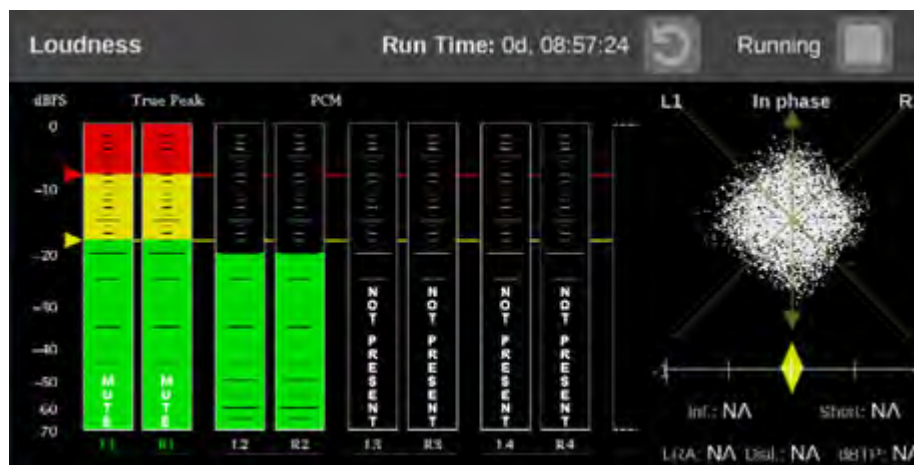 Loudness Run Time: 0d, 08:57:24 Running
dBFS True Peak PCM L1 In phase R
0
-10
-20
-30
-40
-50
60
70
MUTE MUTE NOT PRESENT NOT PRESENT NOT PRESENT NOT PRESENT
L1 R1 L2 R2 L3 R3 L4 R4
-1
Inf.: NA Short: NA
LRA: NA Dial.: NA dBTP: NA